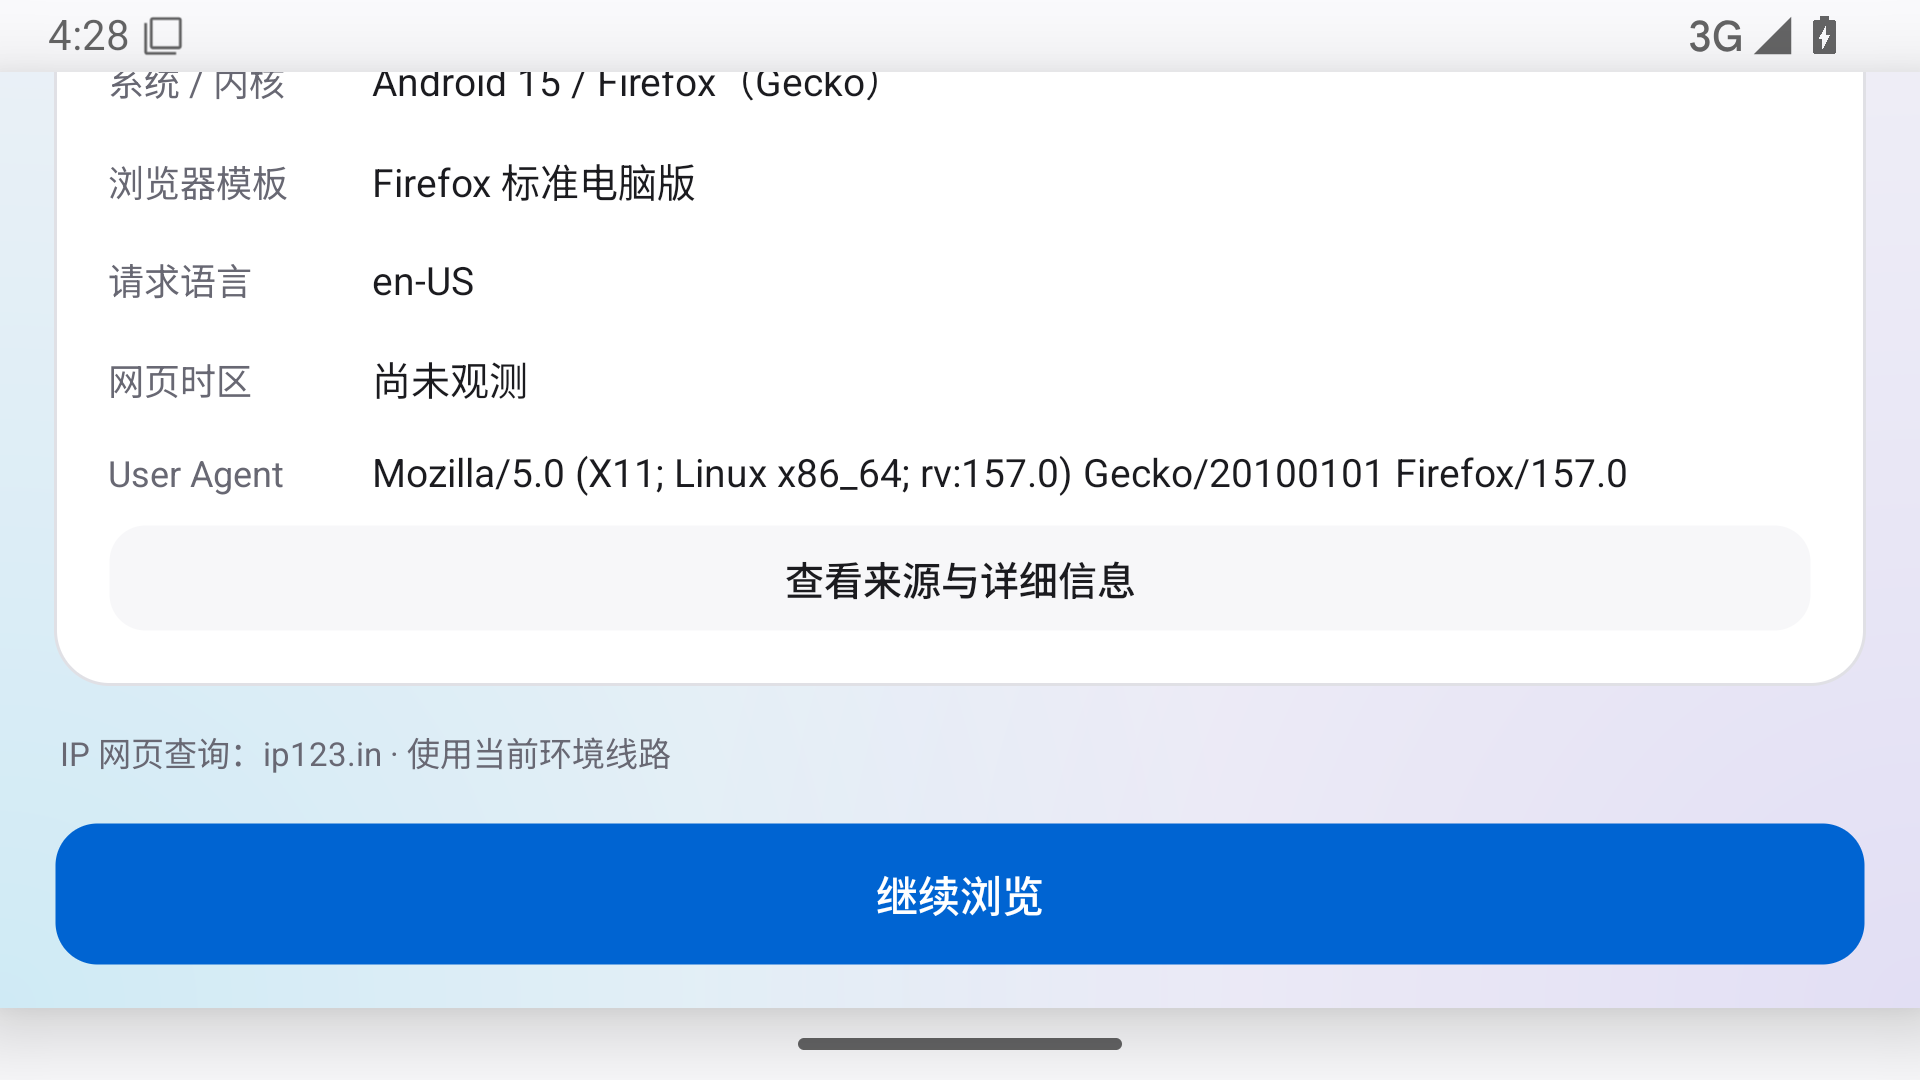 4:28 3G
系统 / 内核 Android 15 / Firefox（Gecko）
浏览器模板 Firefox 标准电脑版
请求语言 en-US
网页时区 尚未观测
User Agent Mozilla/5.0 (X11; Linux x86_64; rv:157.0) Gecko/20100101 Firefox/157.0
查看来源与详细信息
IP 网页查询：ip123.in · 使用当前环境线路
继续浏览